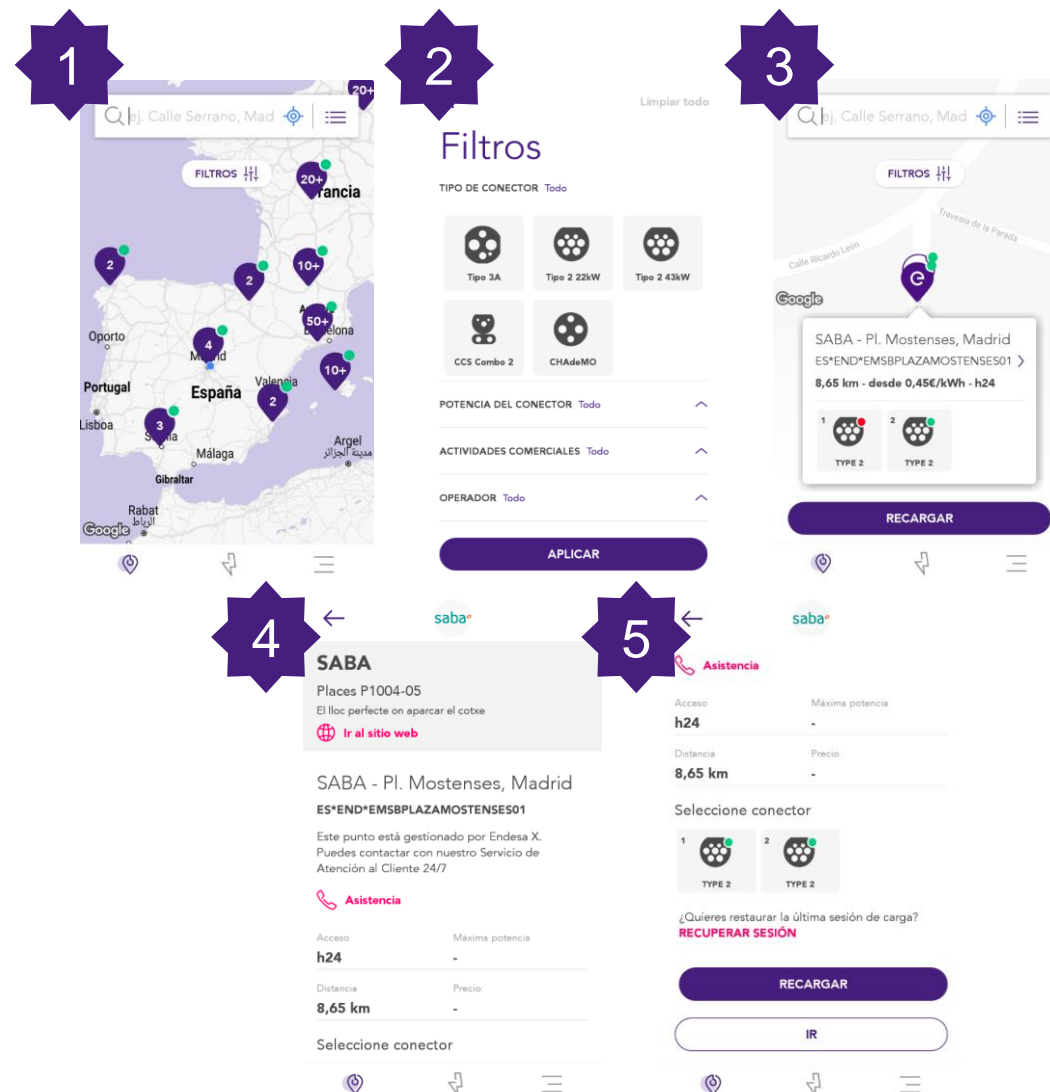 1
20+
Ej. Calle Serrano, Mad
FILTROS
20+
Francia
2
2
10+
50+
Oporto
4
Madrid
10+
Portugal
España
Valencia
2
Lisboa
3
Sevilla
Málaga
Argel
مدينة الجزائر
Gibraltar
Rabat
الرباط
Google
2
Limpiar todo
Filtros
TIPO DE CONECTOR Todo
Tipo 3A
Tipo 2 22kW
Tipo 2 43kW
CCS Combo 2
CHAdeMO
POTENCIA DEL CONECTOR Todo
ACTIVIDADES COMERCIALES Todo
OPERADOR Todo
APLICAR
3
Ej. Calle Serrano, Mad
FILTROS
Travesía de la Parada
Calle Ricardo León
e
Google
SABA - Pl. Mostenses, Madrid
ES*END*EMSBPLAZAMOSTENSES01
8,65 km - desde 0,45€/kWh - h24
1
2
TYPE 2
TYPE 2
RECARGAR
4
saba
SABA
Places P1004-05
El lloc perfecte on aparcar el cotxe
Ir al sitio web
SABA - Pl. Mostenses, Madrid
ES*END*EMSBPLAZAMOSTENSES01
Este punto está gestionado por Endesa X.
Puedes contactar con nuestro Servicio de
Atención al Cliente 24/7
Asistencia
Acceso
Máxima potencia
h24
-
Distancia
Precio:
8,65 km
-
Seleccione conector
5
saba
Asistencia
Acceso
Máxima potencia
h24
-
Distancia
Precio:
8,65 km
-
Seleccione conector
1
2
TYPE 2
TYPE 2
¿Quieres restaurar la última sesión de carga?
RECUPERAR SESIÓN
RECARGAR
IR